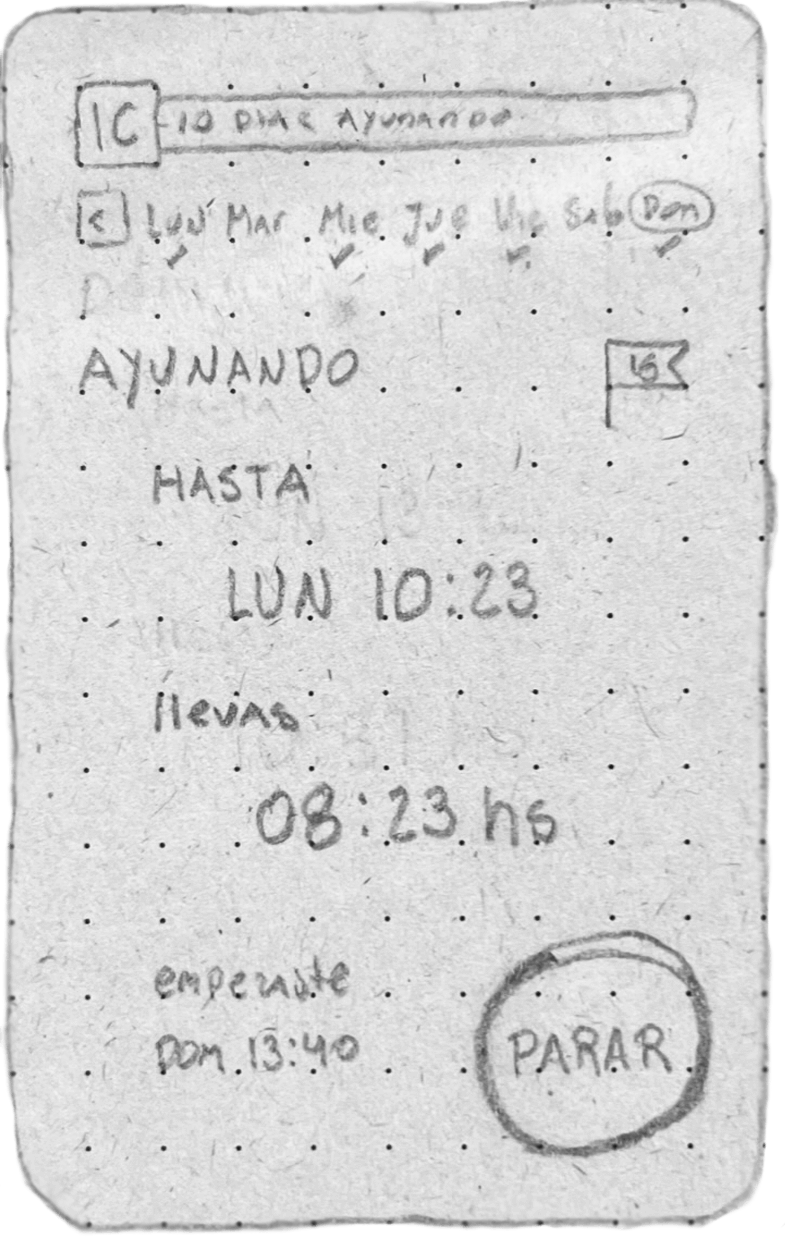 IC 10 DIAS AYUNANDO
< LUN Mar Mie Jue Vie Sab Dom
AYUNANDO
HASTA
LUN 10:23
llevas
08:23 hs
empezaste
DOM 13:40
PARAR